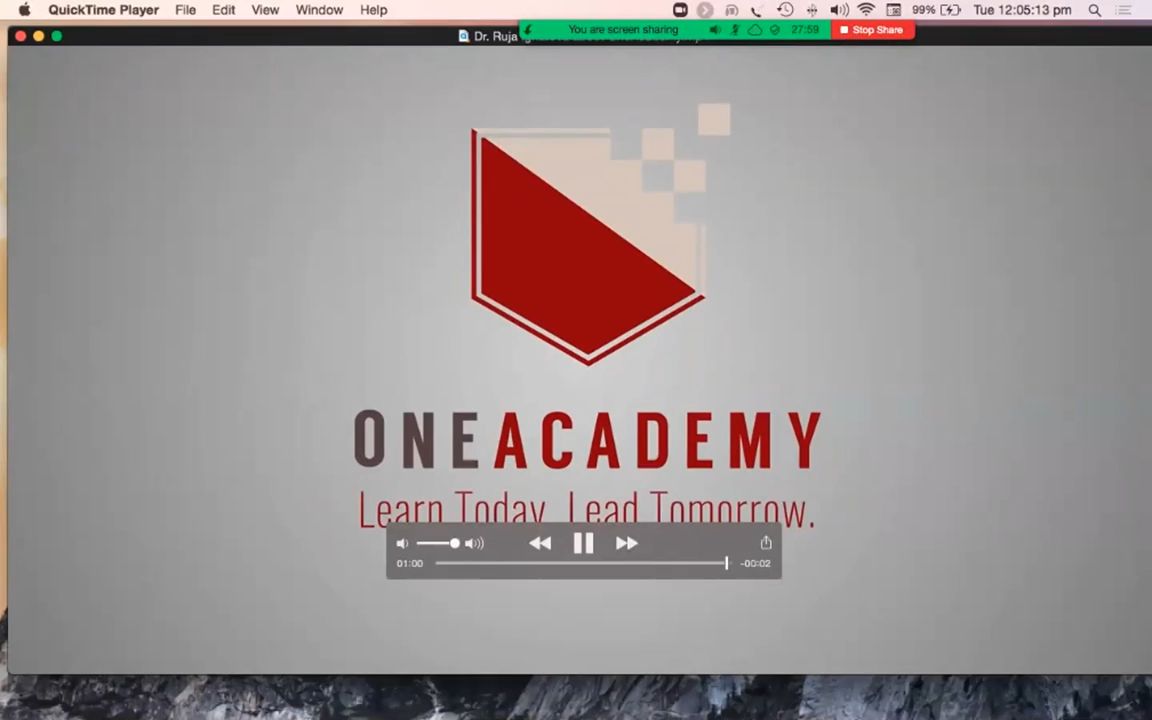 QuickTime Player File Edit View Window Help 99% Tue 12:05:13 pm
You are screen sharing 27:59 Stop Share
Dr. Ruja
ONEACADEMY
Learn Today. Lead Tomorrow.
01:00 -00:02